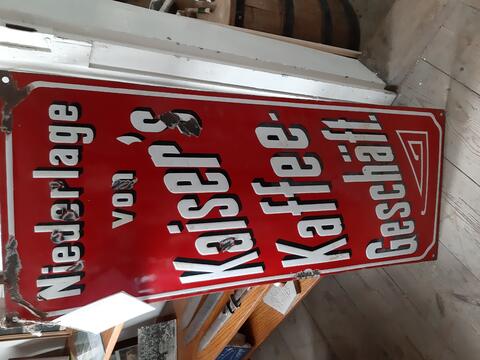 Niederlage
von
Kaiser's
Kaffee-
Geschäft.